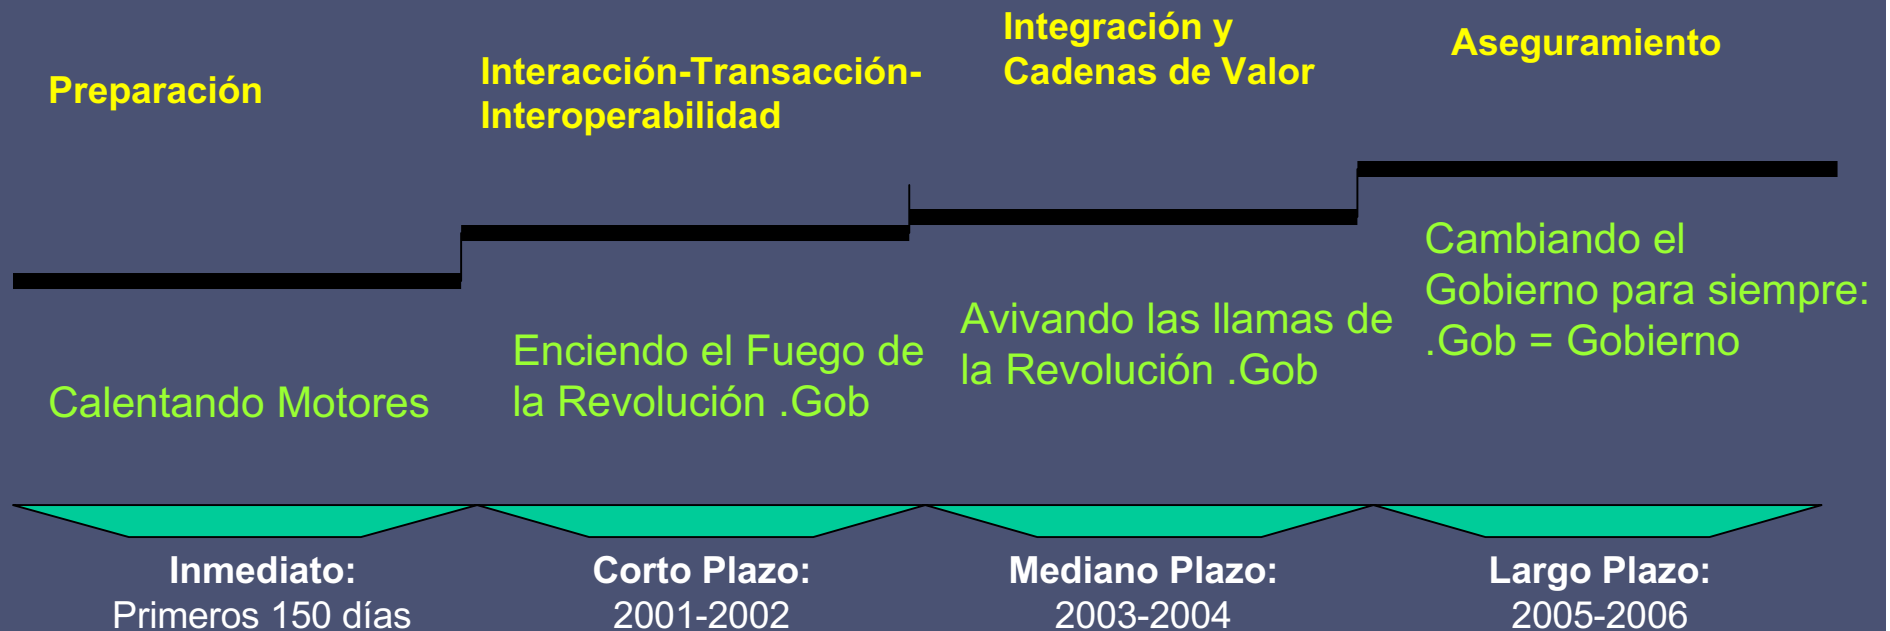 Preparación
Interacción-Transacción-
Interoperabilidad
Integración y
Cadenas de Valor
Aseguramiento
Calentando Motores
Enciendo el Fuego de
la Revolución .Gob
Avivando las llamas de
la Revolución .Gob
Cambiando el
Gobierno para siempre:
.Gob = Gobierno
Inmediato:
Primeros 150 días
Corto Plazo:
2001-2002
Mediano Plazo:
2003-2004
Largo Plazo:
2005-2006